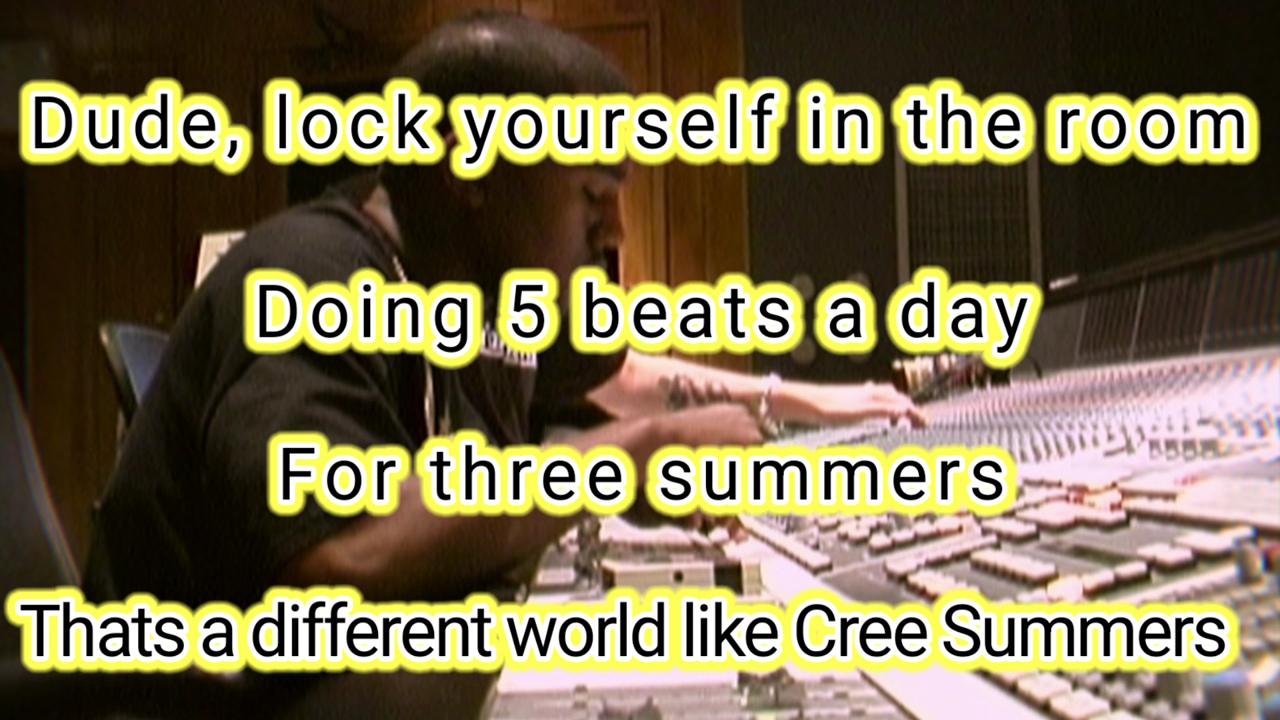 Dude, lock yourself in the room
Doing 5 beats a day
For three summers
Thats a different world like Cree Summers